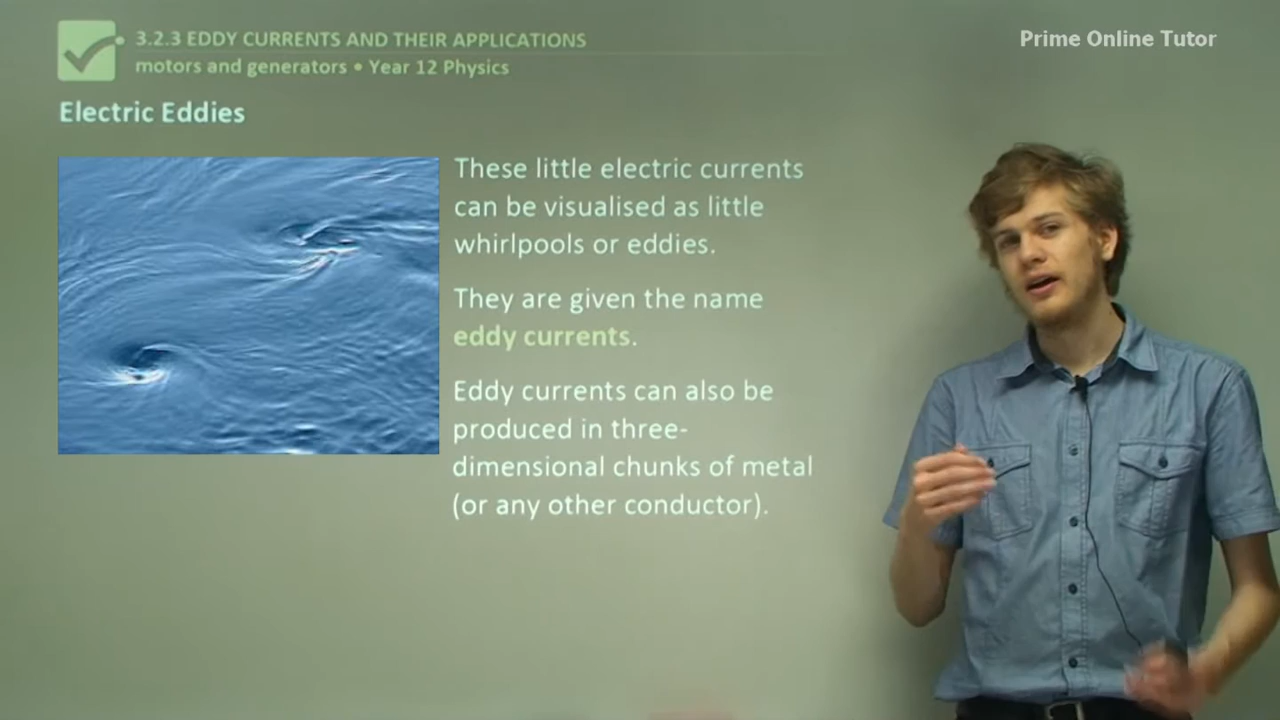 3.2.3 EDDY CURRENTS AND THEIR APPLICATIONS
motors and generators • Year 12 Physics
Prime Online Tutor
Electric Eddies
These little electric currents
can be visualised as little
whirlpools or eddies.
They are given the name
eddy currents.
Eddy currents can also be
produced in three-
dimensional chunks of metal
(or any other conductor).